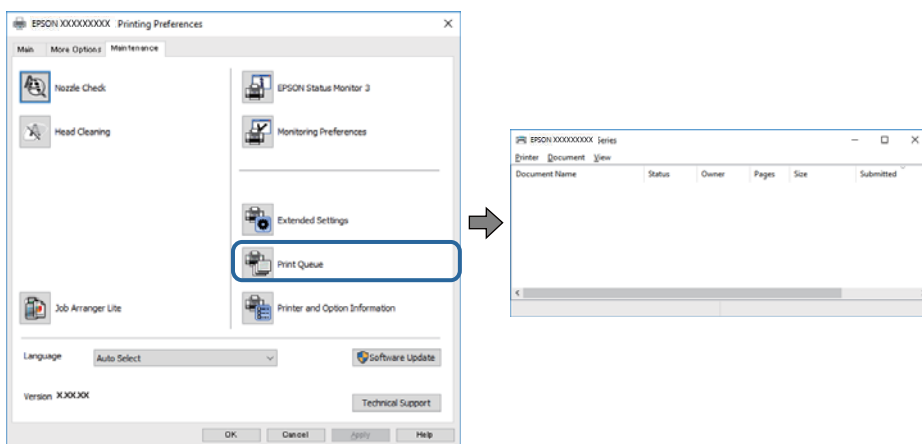 EPSON XXXXXXXXX Printing Preferences
Main More Options Maintenance
Nozzle Check
EPSON Status Monitor 3
Head Cleaning
Monitoring Preferences
Extended Settings
Print Queue
Job Arranger Lite
Printer and Option Information
Language Auto Select
Software Update
Version X.XX.XX
Technical Support
OK Cancel Apply Help
EPSON XXXXXXXXX Series
Printer Document View
Document Name Status Owner Pages Size Submitted